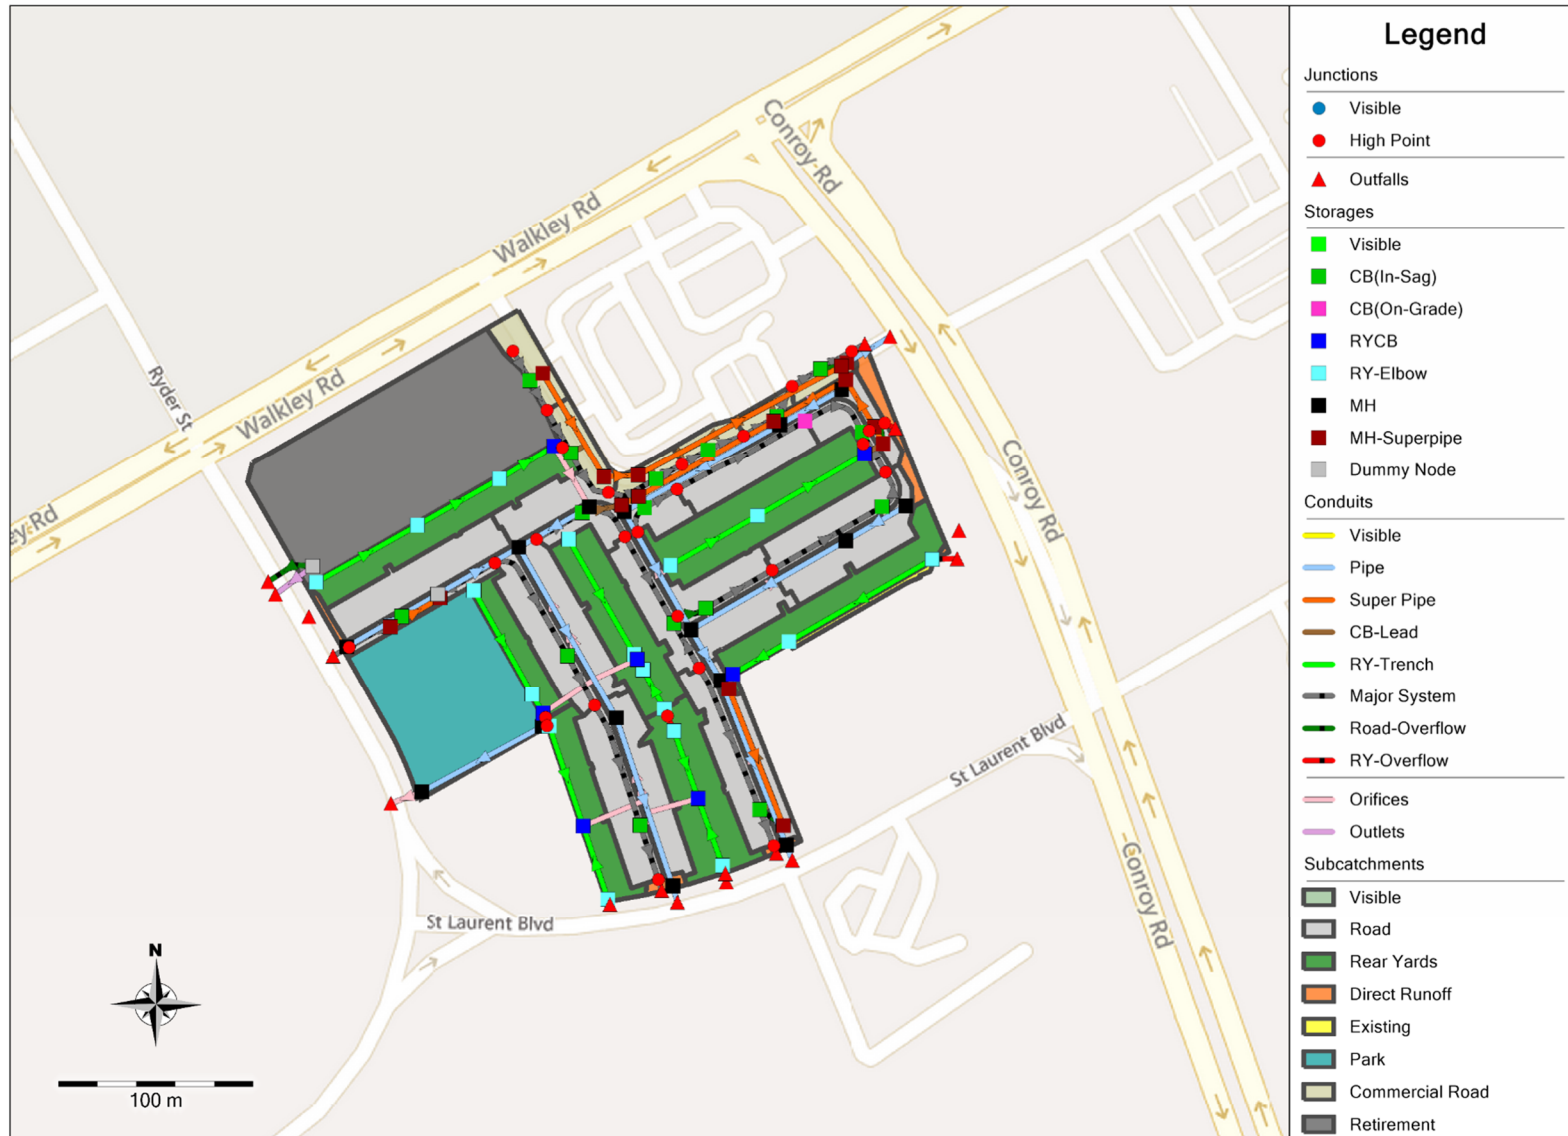 Conroy Rd
Walkley Rd
Walkley Rd
Ryder St
ey Rd
Conroy Rd
Conroy Rd
St Laurent Blvd
St Laurent Blvd
N
100 m
Legend
Junctions
Visible
High Point
Outfalls
Storages
Visible
CB(In-Sag)
CB(On-Grade)
RYCB
RY-Elbow
MH
MH-Superpipe
Dummy Node
Conduits
Visible
Pipe
Super Pipe
CB-Lead
RY-Trench
Major System
Road-Overflow
RY-Overflow
Orifices
Outlets
Subcatchments
Visible
Road
Rear Yards
Direct Runoff
Existing
Park
Commercial Road
Retirement